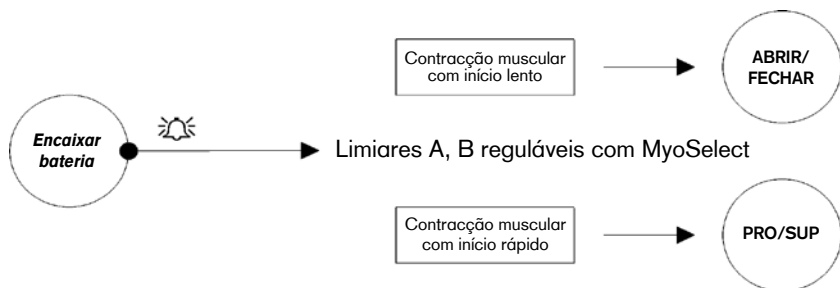 Contracção muscular
com início lento
ABRIR/
FECHAR
Encaixar
bateria
Limiares A, B reguláveis com MyoSelect
Contracção muscular
com início rápido
PRO/SUP